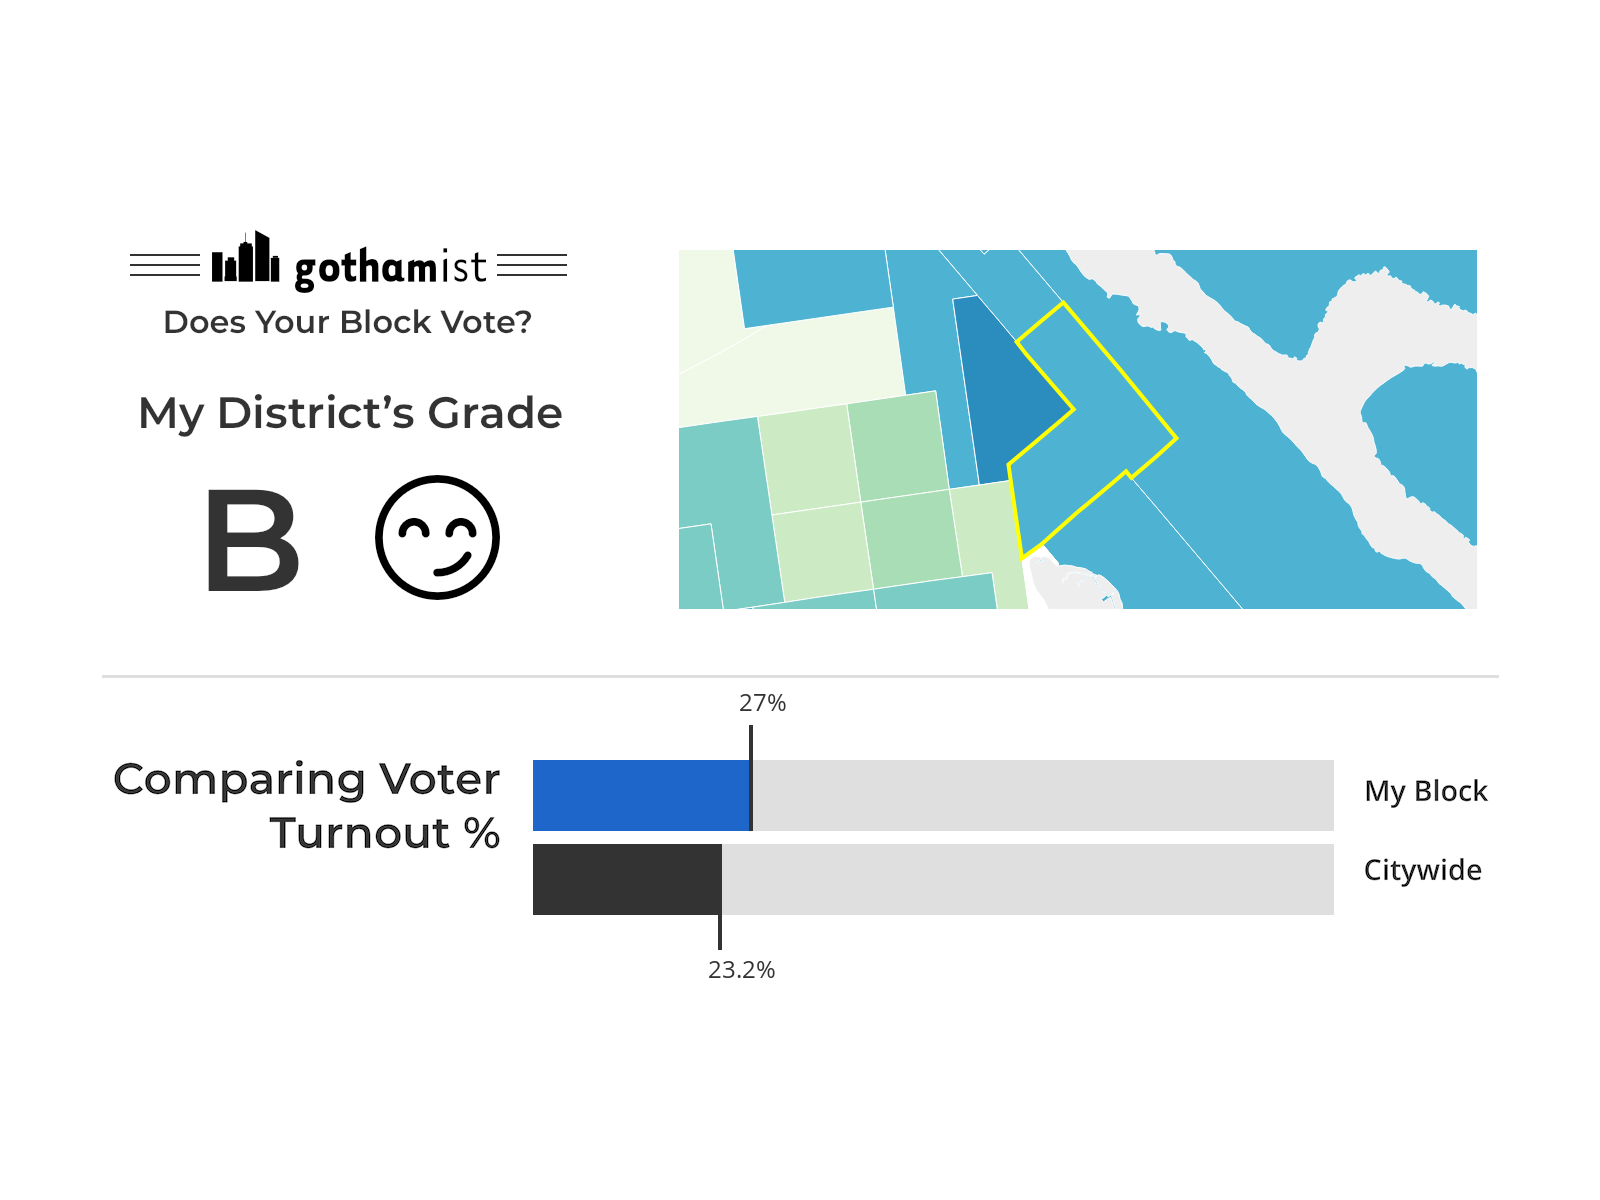 gothamist
Does Your Block Vote?
My District’s Grade
B
27%
Comparing Voter
Turnout %
My Block
Citywide
23.2%